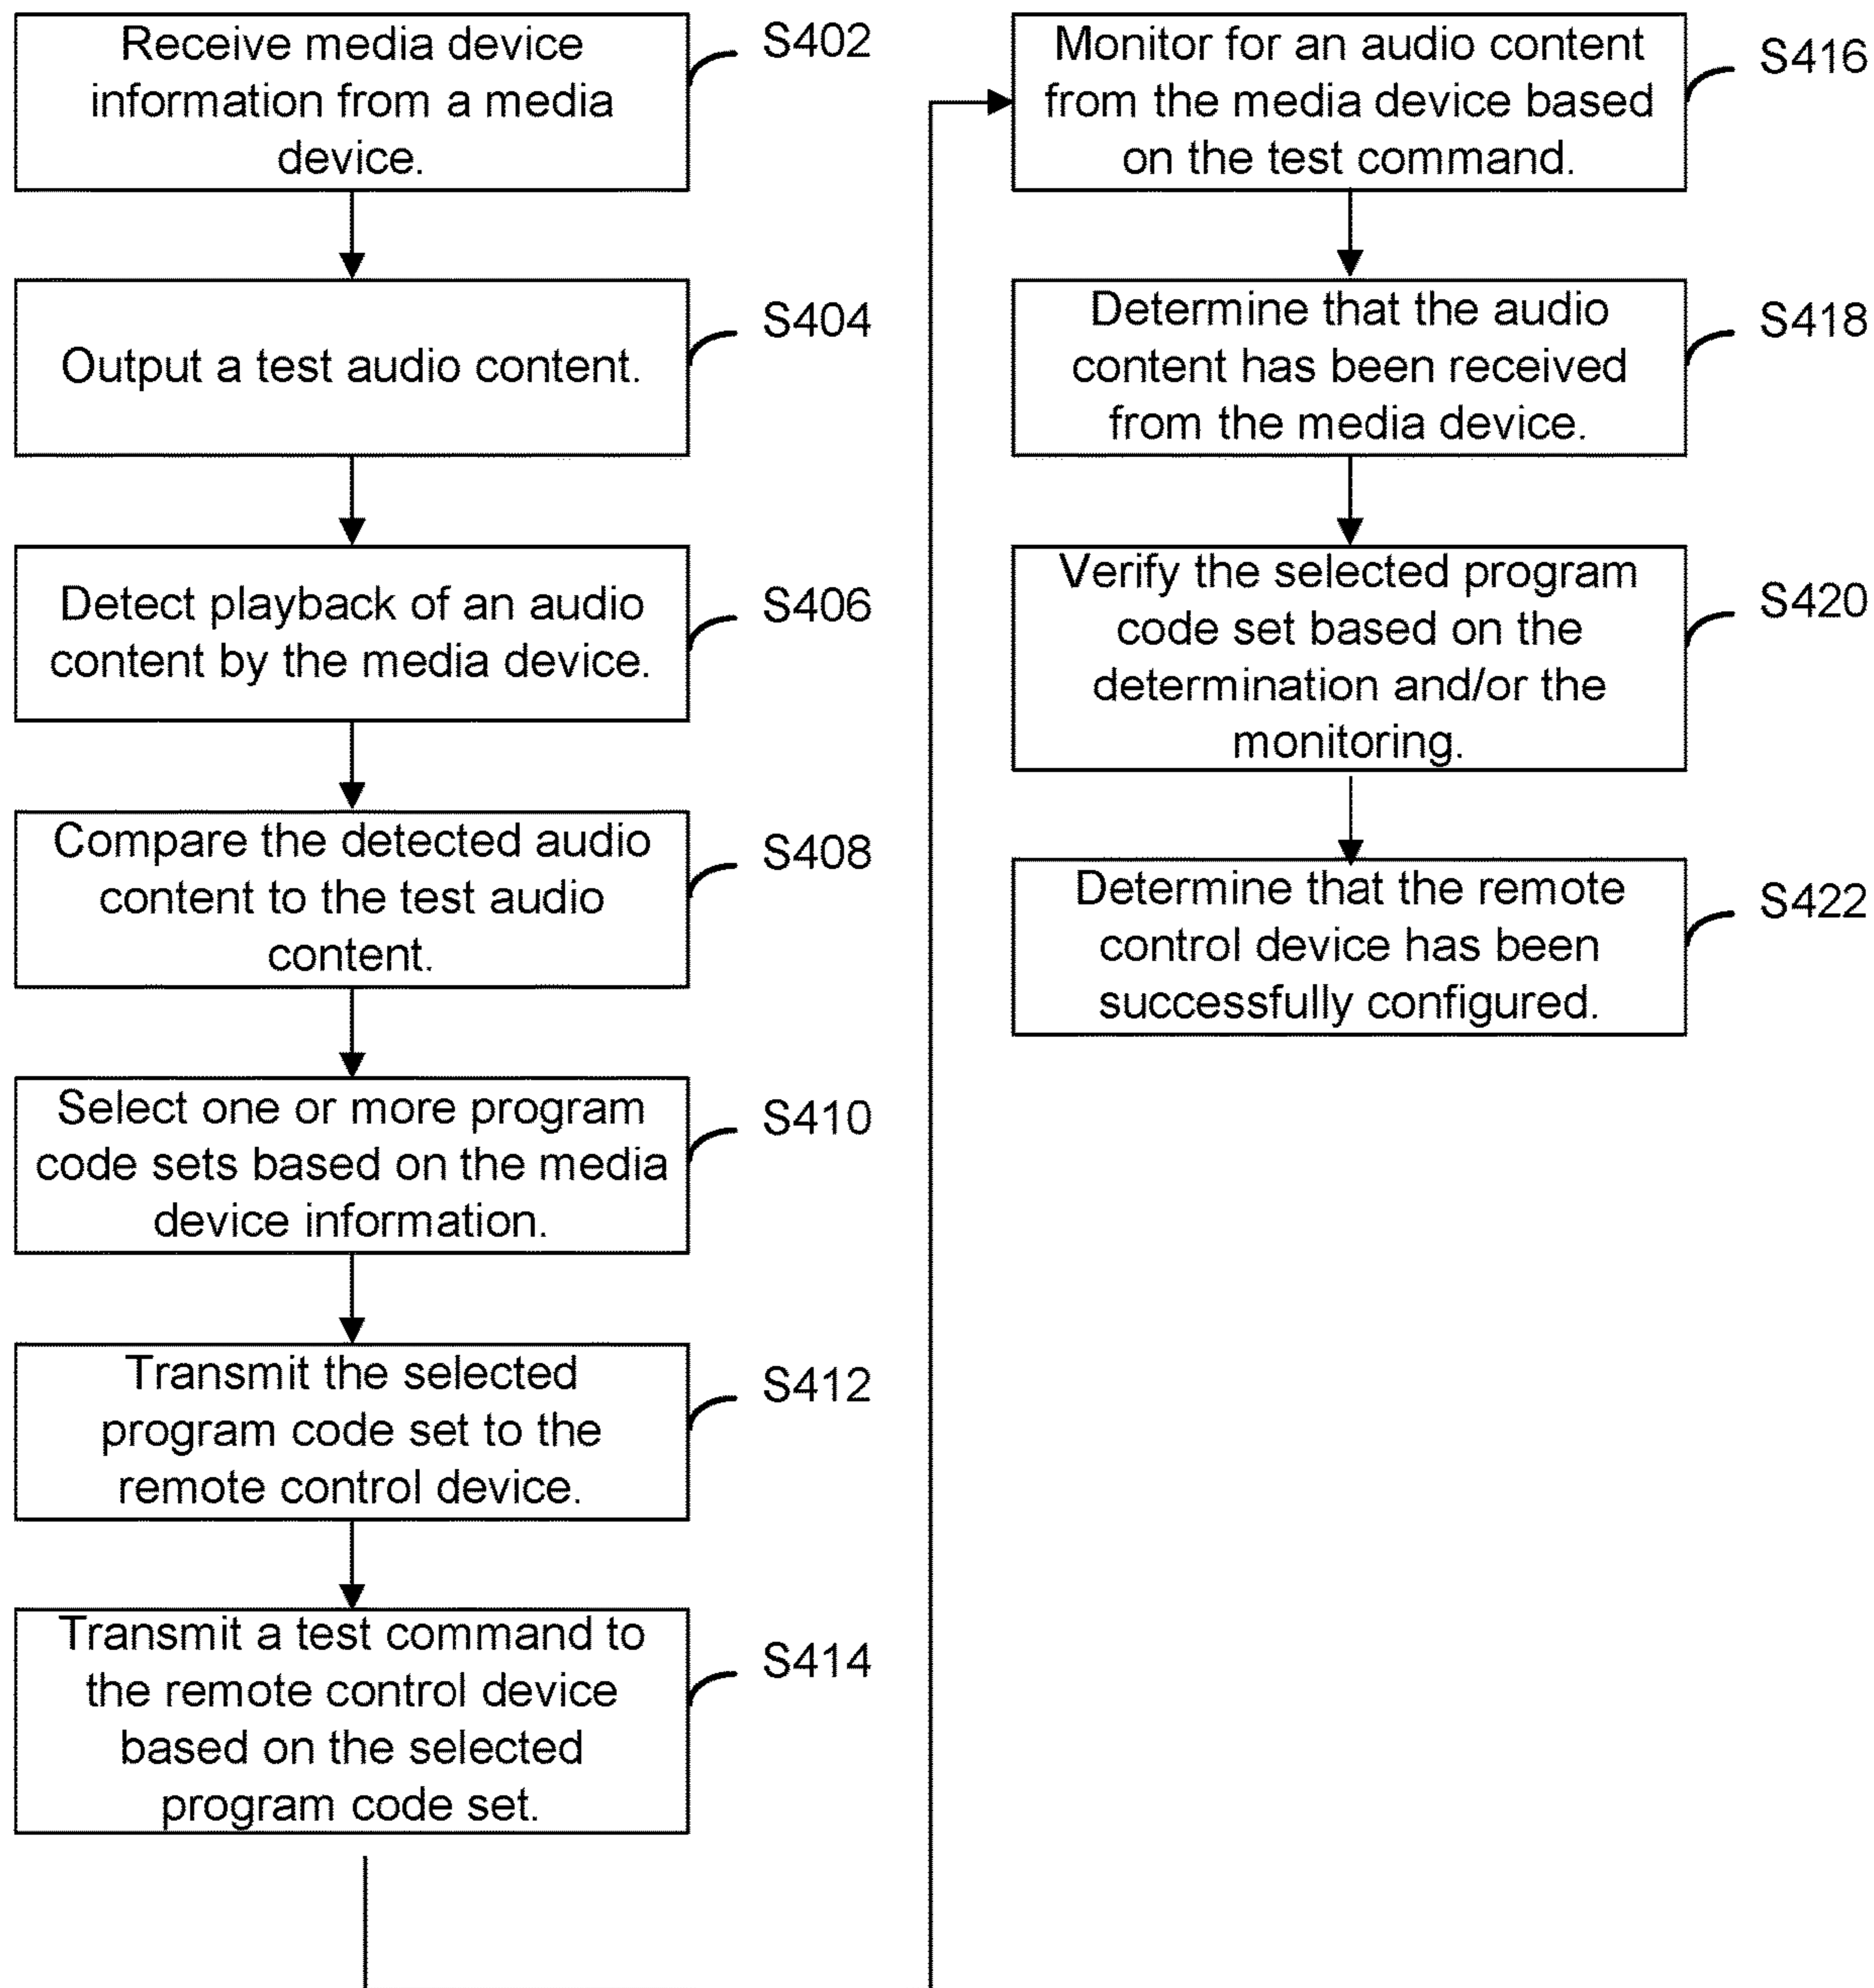 Receive media device
information from a media
device.
S402
Output a test audio content.
S404
Detect playback of an audio
content by the media device.
S406
Compare the detected audio
content to the test audio
content.
S408
Select one or more program
code sets based on the media
device information.
S410
Transmit the selected
program code set to the
remote control device.
S412
Transmit a test command to
the remote control device
based on the selected
program code set.
S414
Monitor for an audio content
from the media device based
on the test command.
S416
Determine that the audio
content has been received
from the media device.
S418
Verify the selected program
code set based on the
determination and/or the
monitoring.
S420
Determine that the remote
control device has been
successfully configured.
S422